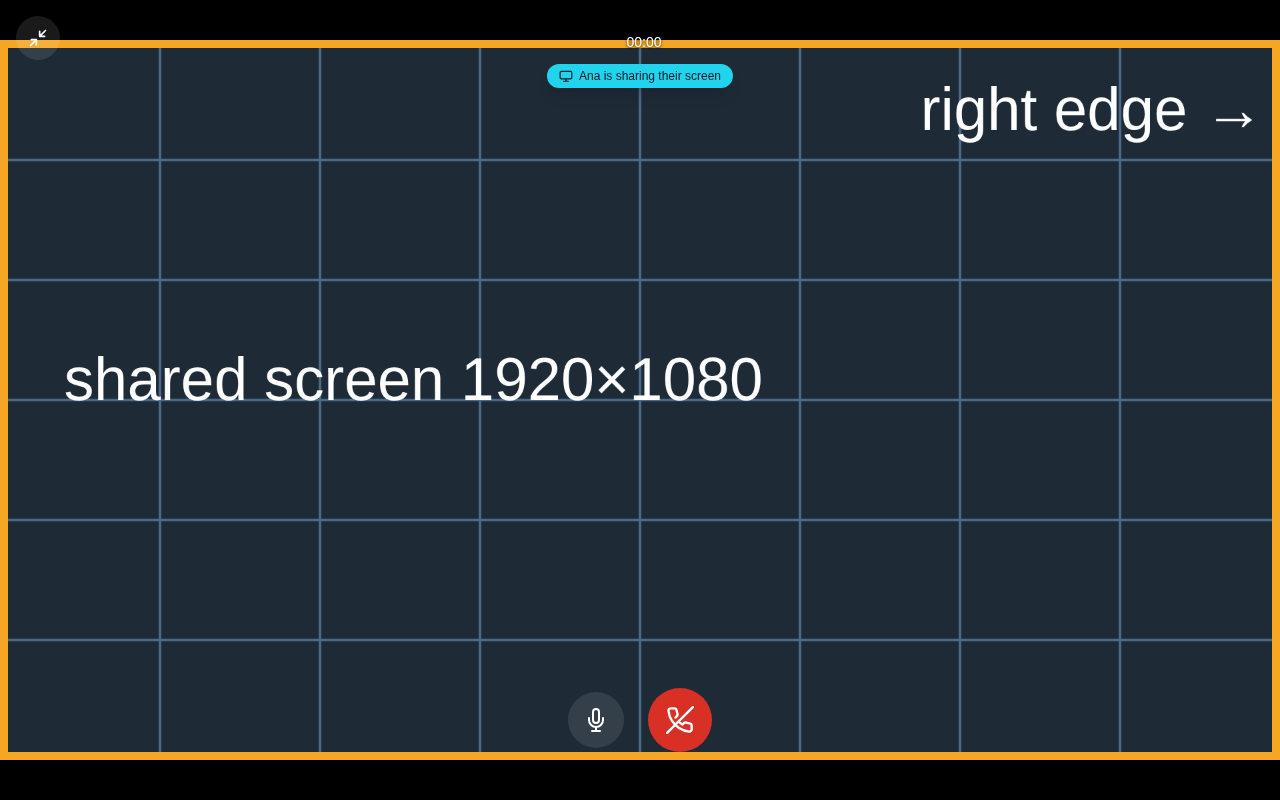 00:00
Ana is sharing their screen
right edge →
shared screen 1920×1080